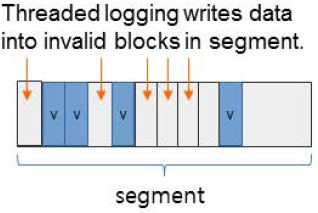 Threaded logging writes data
into invalid blocks in segment.
v v v v
segment